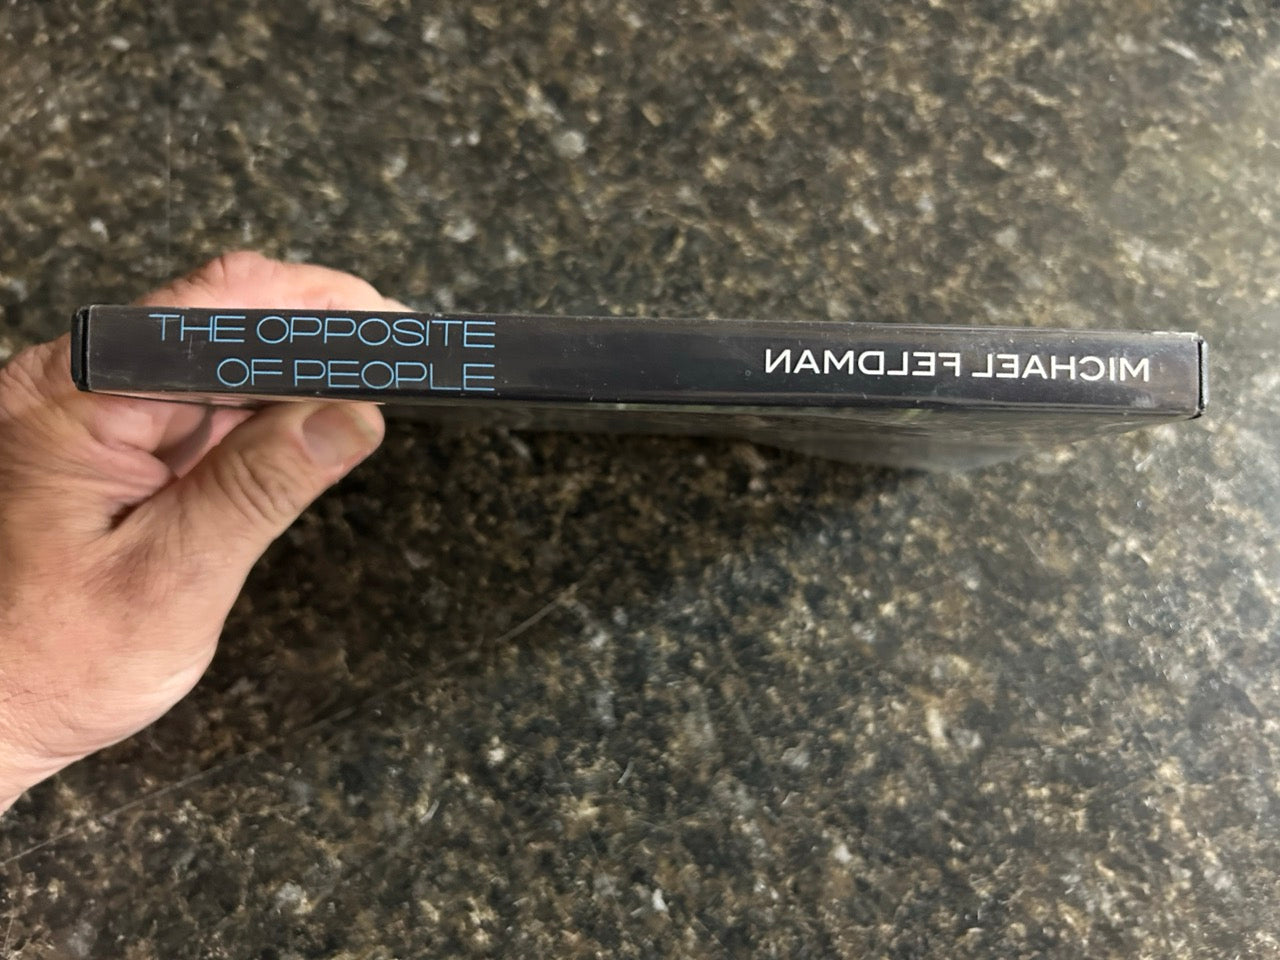 THE OPPOSITE
OF PEOPLE
MICHAEL FELDMAN